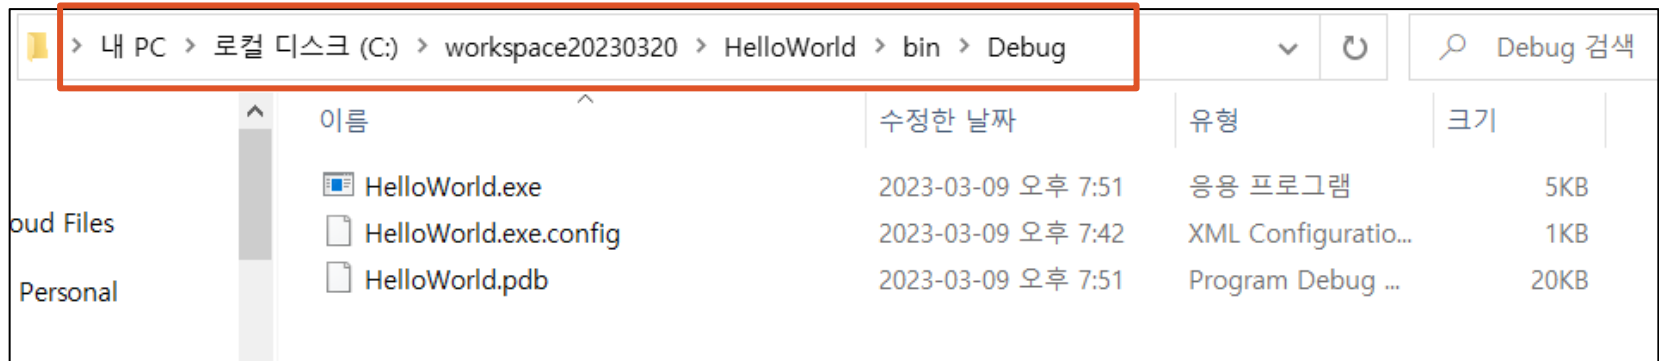 > 내 PC > 로컬 디스크 (C:) > workspace20230320 > HelloWorld > bin > Debug Debug 검색
이름 수정한 날짜 유형 크기
HelloWorld.exe 2023-03-09 오후 7:51 응용 프로그램 5KB
oud Files
HelloWorld.exe.config 2023-03-09 오후 7:42 XML Configuratio... 1KB
HelloWorld.pdb 2023-03-09 오후 7:51 Program Debug ... 20KB
Personal